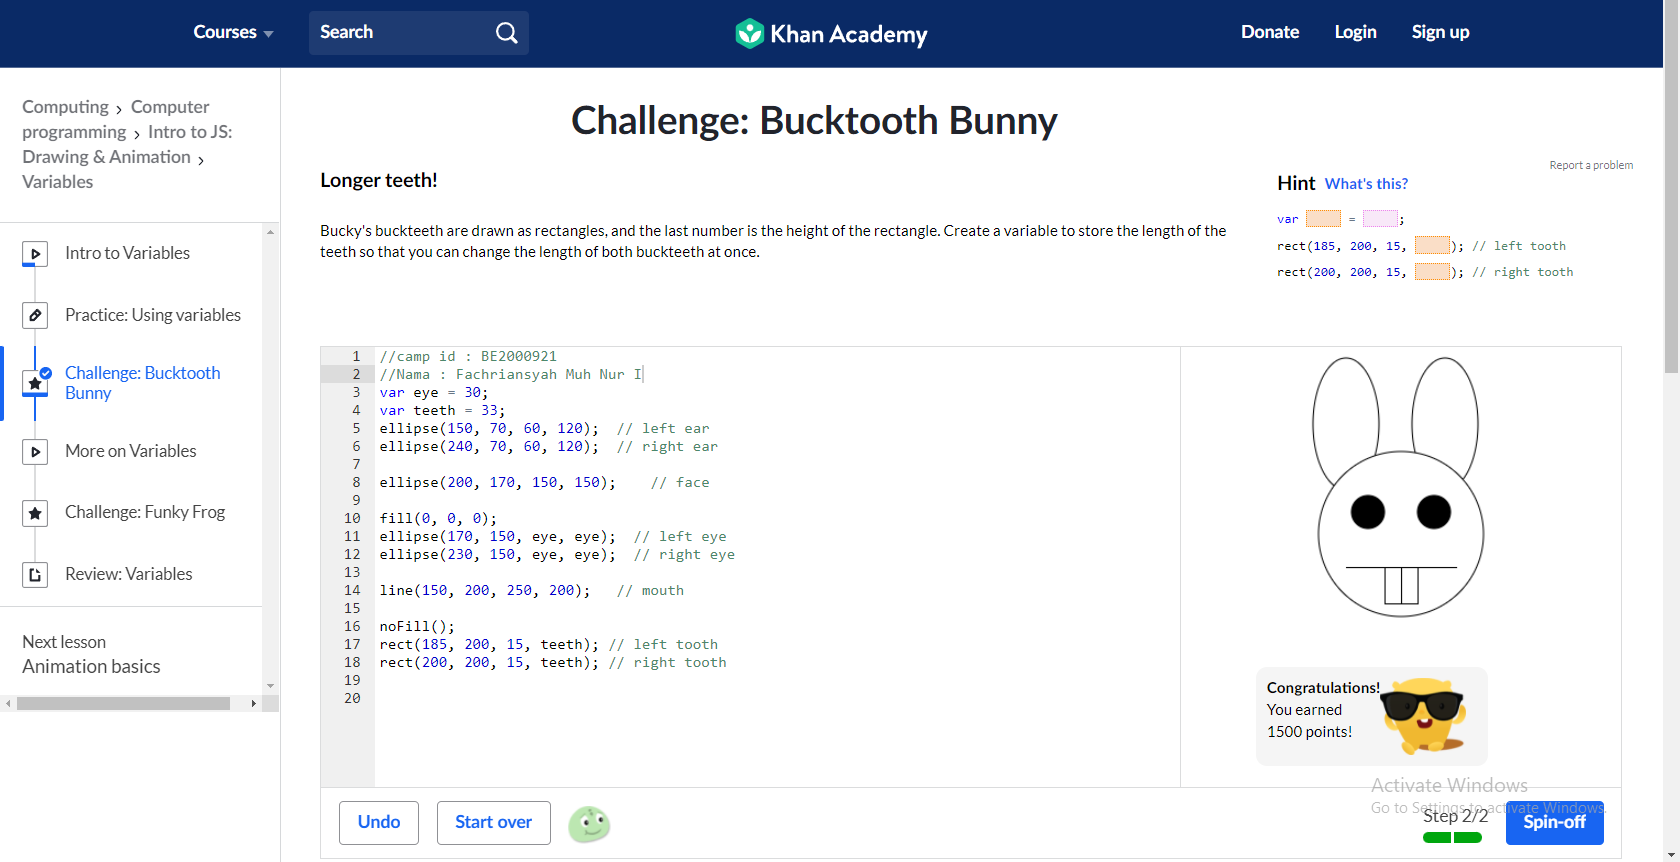 Courses
Search
Khan Academy
Donate
Login
Sign up
Computing › Computer
programming › Intro to JS:
Drawing & Animation ›
Variables
Intro to Variables
Practice: Using variables
Challenge: Bucktooth
Bunny
More on Variables
Challenge: Funky Frog
Review: Variables
Next lesson
Animation basics
Challenge: Bucktooth Bunny
Report a problem
Longer teeth!
Bucky's buckteeth are drawn as rectangles, and the last number is the height of the rectangle. Create a variable to store the length of the
teeth so that you can change the length of both buckteeth at once.
Hint What's this?
var = ;
rect(185, 200, 15, ); // left tooth
rect(200, 200, 15, ); // right tooth
1 //camp id : BE2000921
2 //Nama : Fachriansyah Muh Nur I
3 var eye = 30;
4 var teeth = 33;
5 ellipse(150, 70, 60, 120); // left ear
6 ellipse(240, 70, 60, 120); // right ear
7
8 ellipse(200, 170, 150, 150); // face
9
10 fill(0, 0, 0);
11 ellipse(170, 150, eye, eye); // left eye
12 ellipse(230, 150, eye, eye); // right eye
13
14 line(150, 200, 250, 200); // mouth
15
16 noFill();
17 rect(185, 200, 15, teeth); // left tooth
18 rect(200, 200, 15, teeth); // right tooth
19
20
Congratulations!
You earned
1500 points!
Activate Windows
Go to Settings to activate Windows.
Undo
Start over
Step 2/2
Spin-off